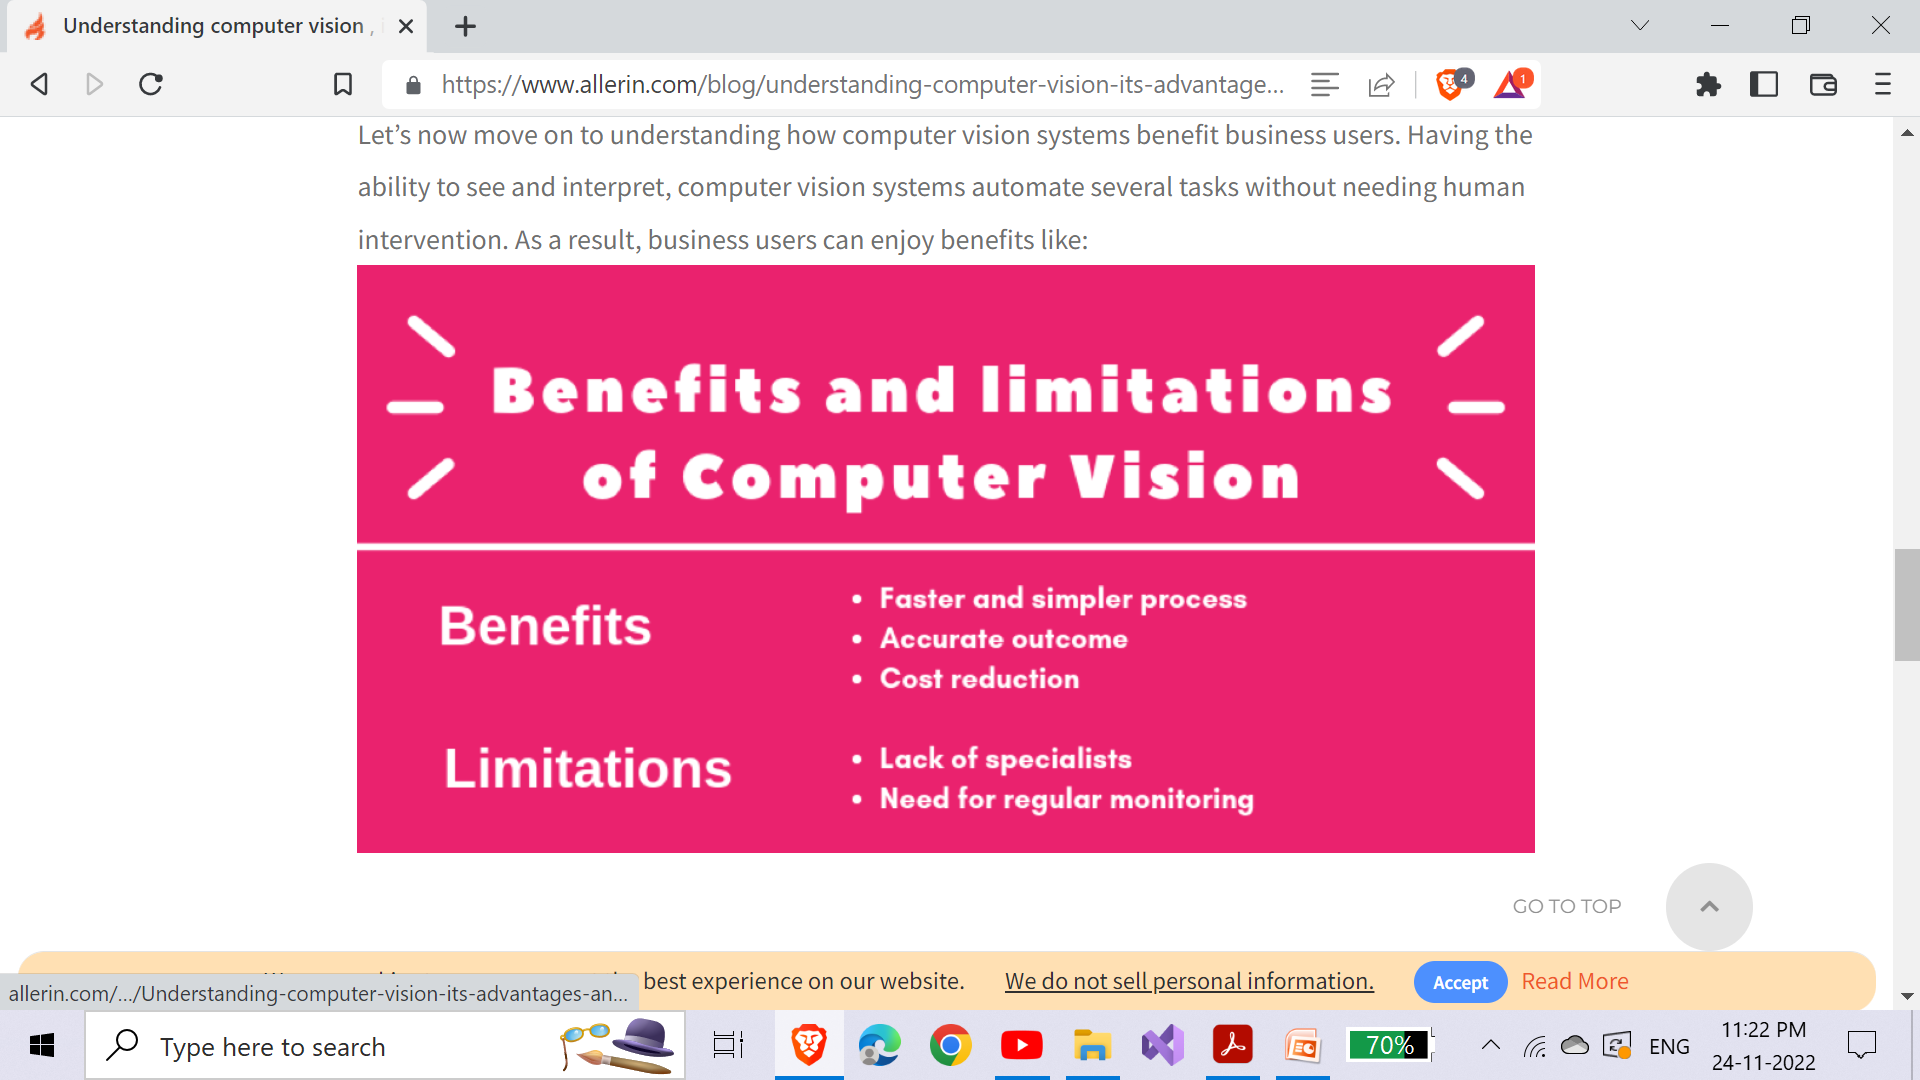 Understanding computer vision ,
https://www.allerin.com/blog/understanding-computer-vision-its-advantage...
4
1
Let’s now move on to understanding how computer vision systems benefit business users. Having the
ability to see and interpret, computer vision systems automate several tasks without needing human
intervention. As a result, business users can enjoy benefits like:
Benefits and limitations
of Computer Vision
Benefits
• Faster and simpler process
• Accurate outcome
• Cost reduction
Limitations
• Lack of specialists
• Need for regular monitoring
GO TO TOP
best experience on our website.
We do not sell personal information.
Accept
Read More
allerin.com/.../Understanding-computer-vision-its-advantages-an...
Type here to search
70%
ENG
11:22 PM
24-11-2022